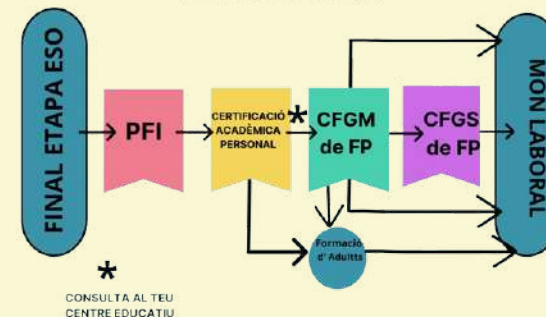 FINAL ETAPA ESO
PFI
CERTIFICACIÓ
ACADÈMICA
PERSONAL
*
CFGM
de FP
CFGS
de FP
MON LABORAL
Formació
d' Adults
*
CONSULTA AL TEU
CENTRE EDUCATIU